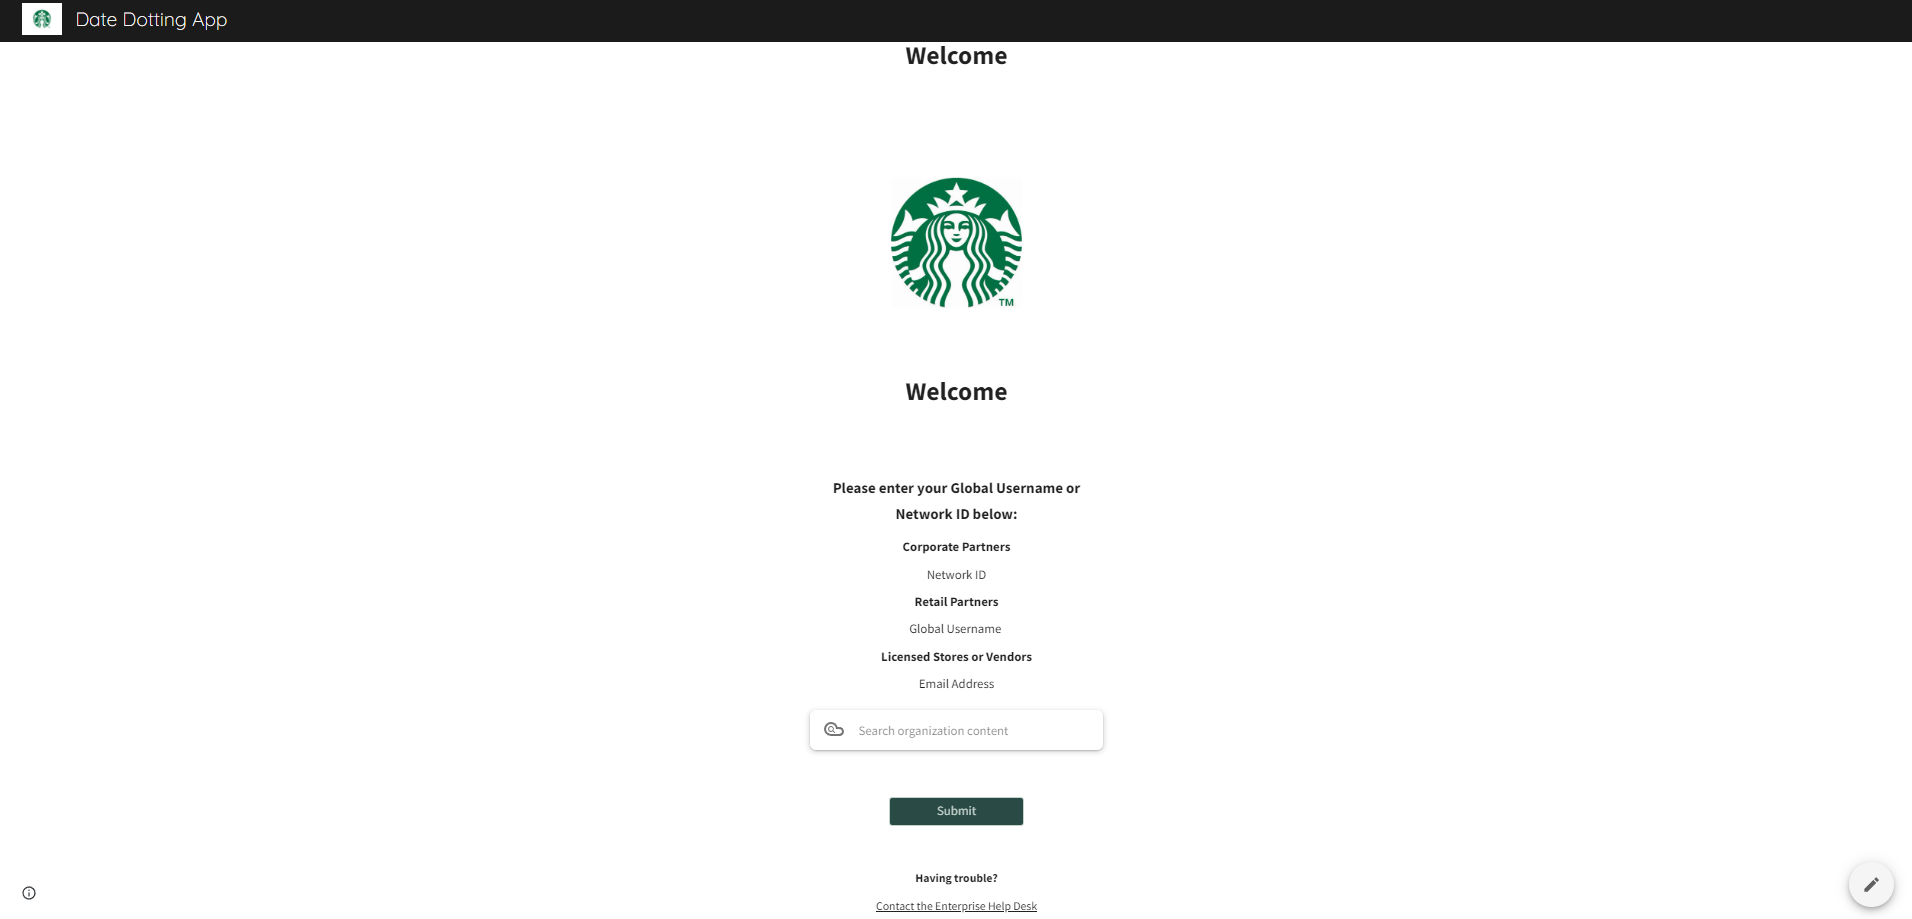 Date Dotting App
Welcome
TM
Welcome
Please enter your Global Username or
Network ID below:
Corporate Partners
Network ID
Retail Partners
Global Username
Licensed Stores or Vendors
Email Address
Search organization content
Submit
Having trouble?
Contact the Enterprise Help Desk